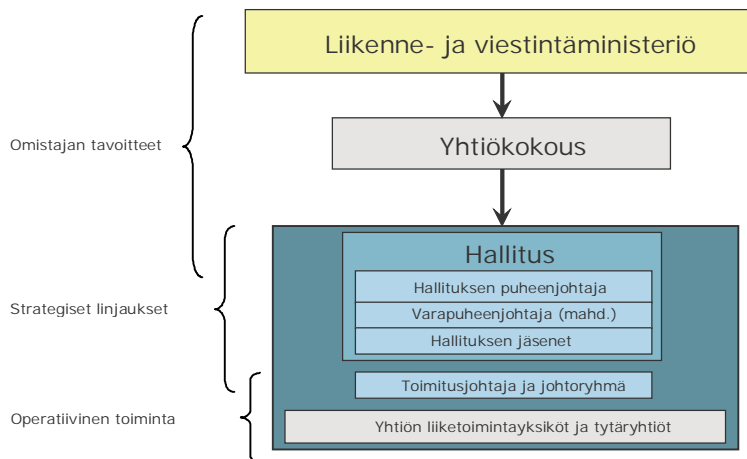 Liikenne- ja viestintäministeriö
Omistajan tavoitteet
Yhtiökokous
Hallitus
Hallituksen puheenjohtaja
Strategiset linjaukset
Varapuheenjohtaja (mahd.)
Hallituksen jäsenet
Toimitusjohtaja ja johtoryhmä
Operatiivinen toiminta
Yhtiön liiketoimintayksiköt ja tytäryhtiöt